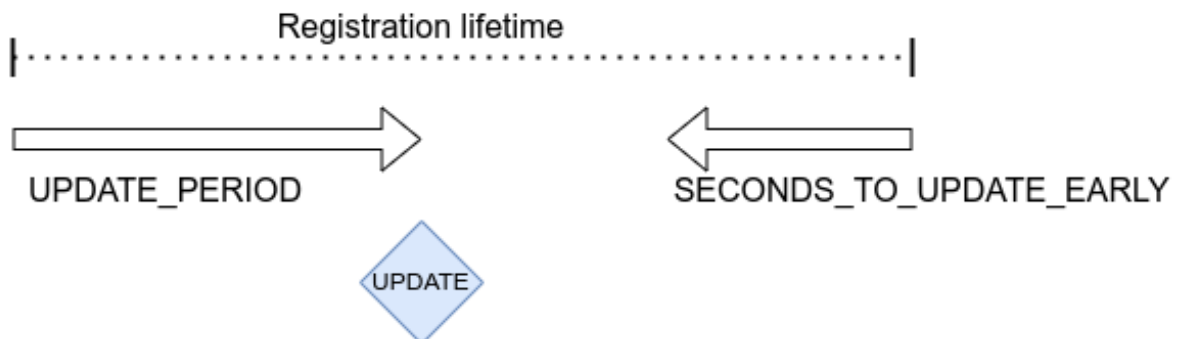 Registration lifetime
UPDATE_PERIOD
SECONDS_TO_UPDATE_EARLY
UPDATE